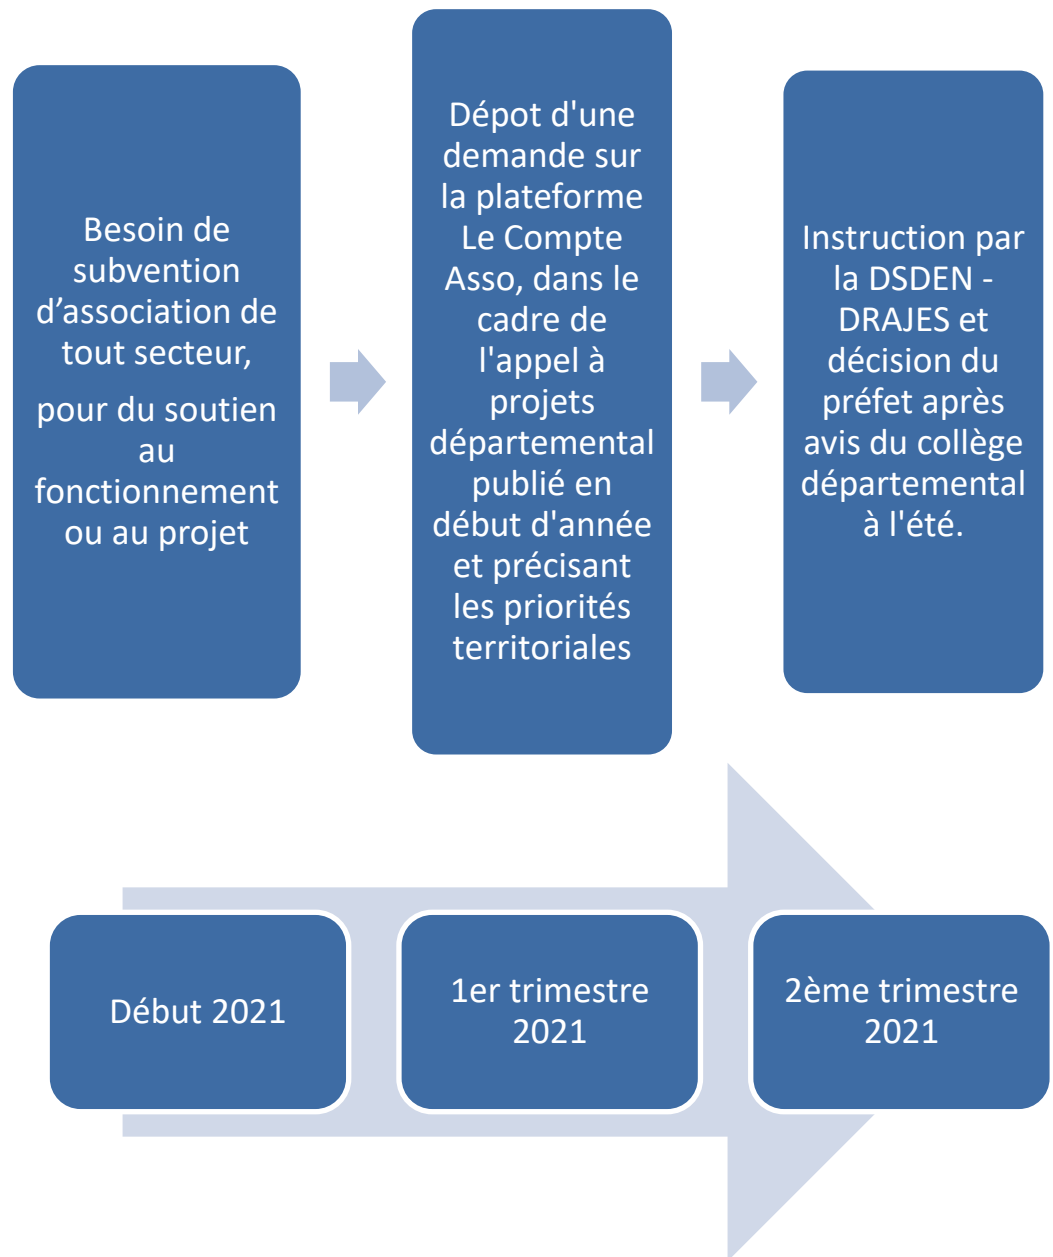 Besoin de
subvention
d’association de
tout secteur,
pour du soutien
au
fonctionnement
ou au projet
Dépot d'une
demande sur
la plateforme
Le Compte
Asso, dans le
cadre de
l'appel à
projets
départemental
publié en
début d'année
et précisant
les priorités
territoriales
Instruction par
la DSDEN -
DRAJES et
décision du
préfet après
avis du collège
départemental
à l'été.
Début 2021
1er trimestre
2021
2ème trimestre
2021